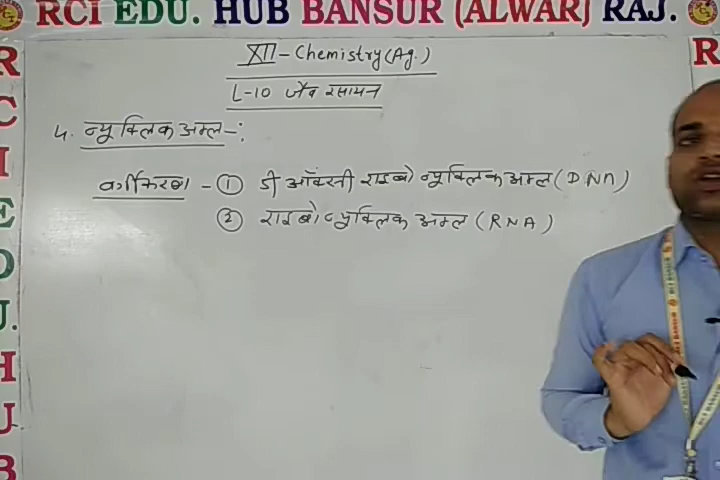 RCI EDU. HUB BANSUR (ALWAR) RAJ.
XII - Chemistry (Ag.)
L-10 जैव रसायन
4. न्यूक्लिक अम्ल -:
वर्गीकरण - ① डी ऑक्सी राइबो न्यूक्लिक अम्ल (DNA)
② राइबो न्यूक्लिक अम्ल (RNA)
R
C
I
E
D
U.
H
U
B
R